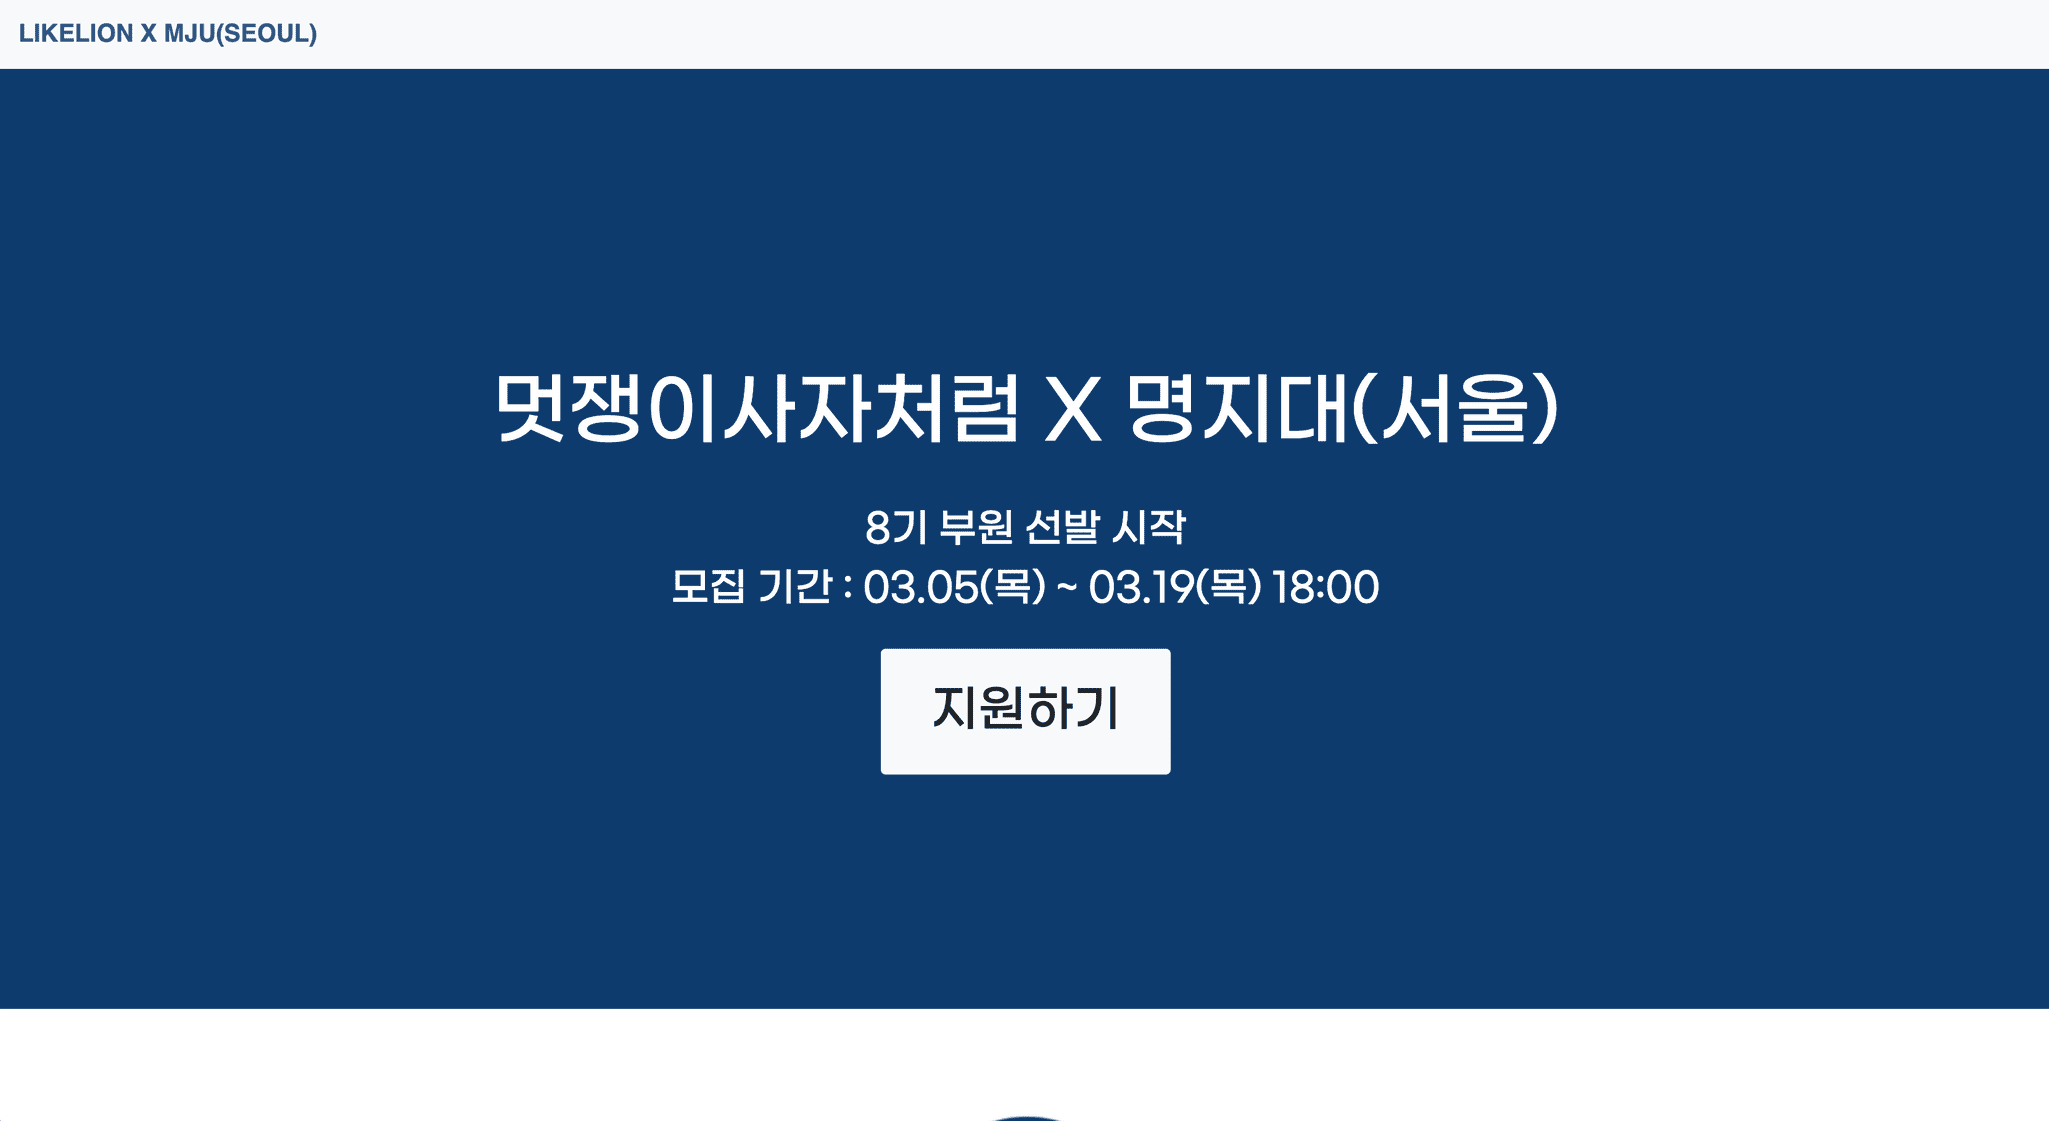 LIKELION X MJU(SEOUL)
멋쟁이사자처럼 X 명지대(서울)
8기 부원 선발 시작
모집 기간 : 03.05(목) ~ 03.19(목) 18:00
지원하기